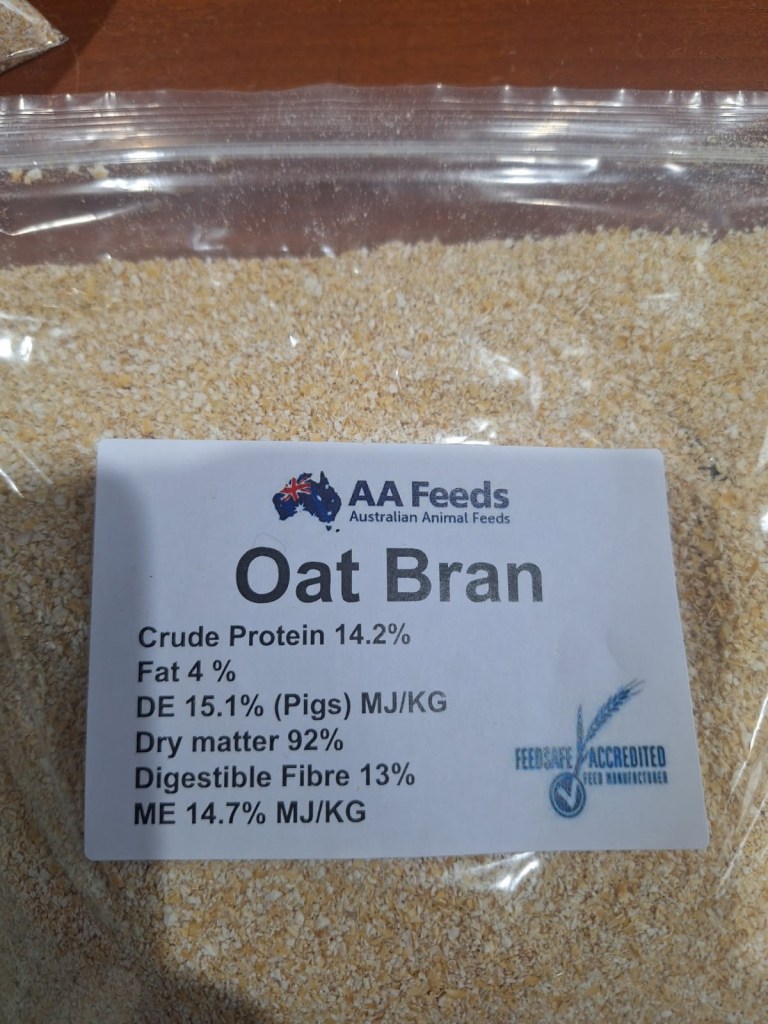 AA Feeds
Australian Animal Feeds
Oat Bran
Crude Protein 14.2%
Fat 4 %
DE 15.1% (Pigs) MJ/KG
Dry matter 92%
Digestible Fibre 13%
ME 14.7% MJ/KG
FEEDSAFE ACCREDITED
FEED MANUFACTURER